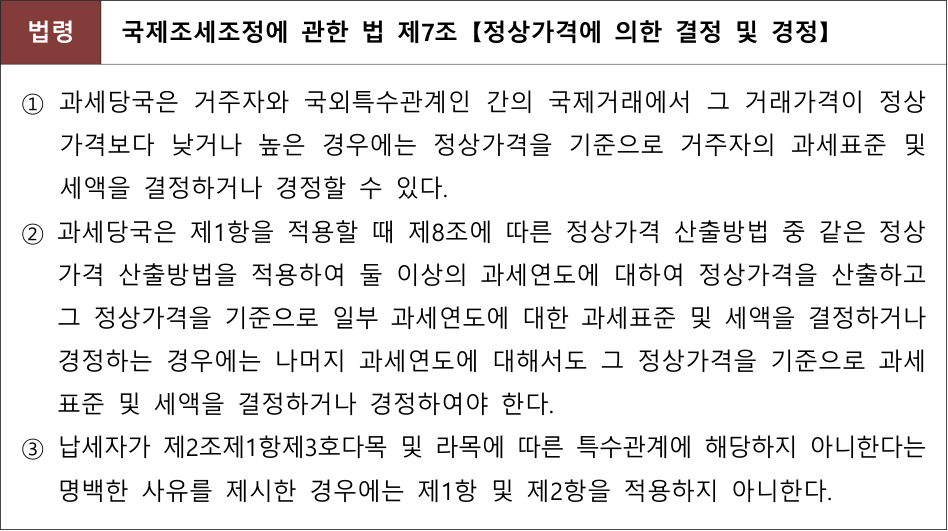 법령 국제조세조정에 관한 법 제7조【정상가격에 의한 결정 및 경정】
① 과세당국은 거주자와 국외특수관계인 간의 국제거래에서 그 거래가격이 정상
가격보다 낮거나 높은 경우에는 정상가격을 기준으로 거주자의 과세표준 및
세액을 결정하거나 경정할 수 있다.
② 과세당국은 제1항을 적용할 때 제8조에 따른 정상가격 산출방법 중 같은 정상
가격 산출방법을 적용하여 둘 이상의 과세연도에 대하여 정상가격을 산출하고
그 정상가격을 기준으로 일부 과세연도에 대한 과세표준 및 세액을 결정하거나
경정하는 경우에는 나머지 과세연도에 대해서도 그 정상가격을 기준으로 과세
표준 및 세액을 결정하거나 경정하여야 한다.
③ 납세자가 제2조제1항제3호다목 및 라목에 따른 특수관계에 해당하지 아니한다는
명백한 사유를 제시한 경우에는 제1항 및 제2항을 적용하지 아니한다.